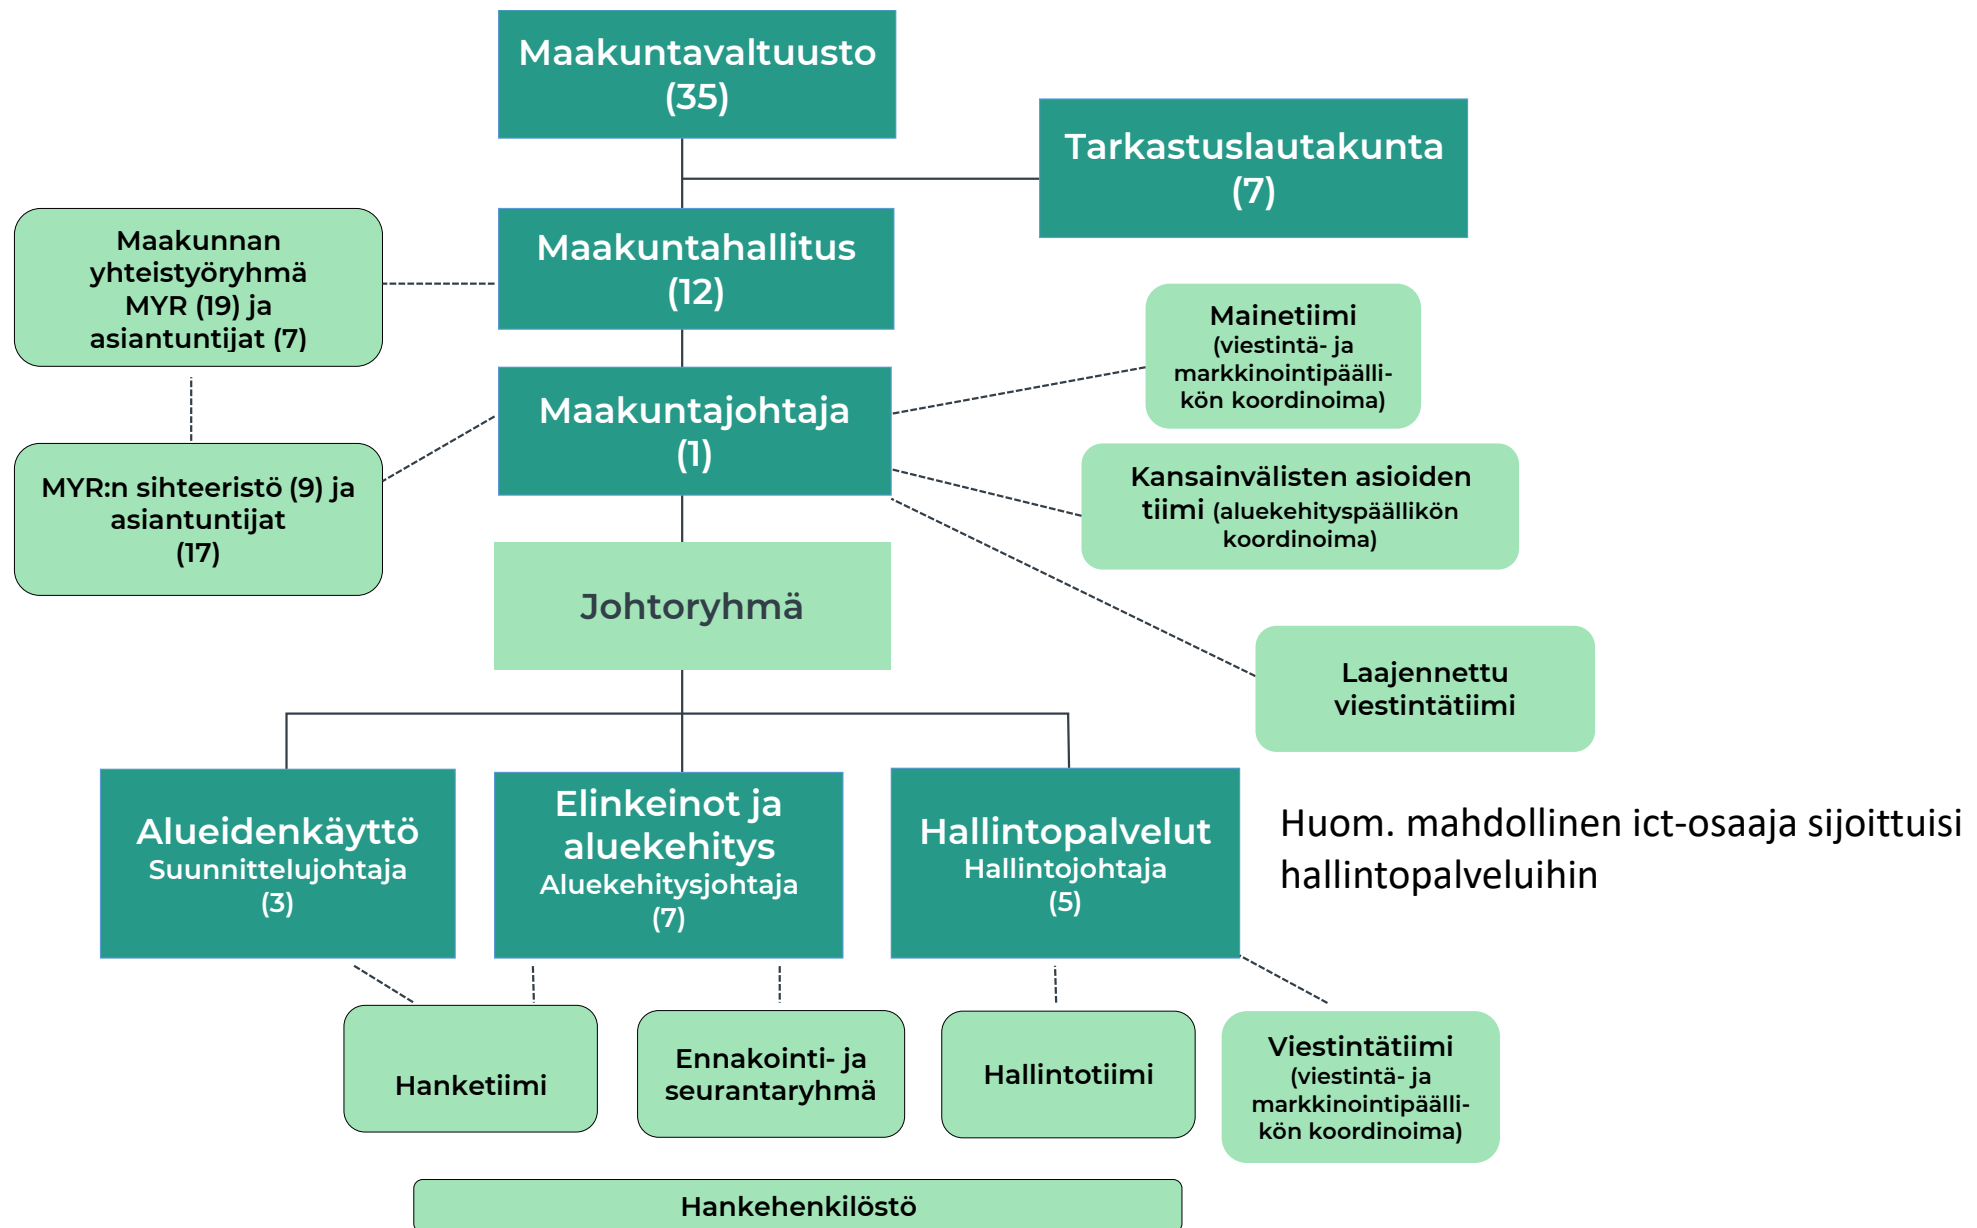 Maakuntavaltuusto
(35)
Tarkastuslautakunta
(7)
Maakunnan
yhteistyöryhmä
MYR (19) ja
asiantuntijat (7)
Maakuntahallitus
(12)
Mainetiimi
(viestintä- ja
markkinointipäälli-
kön koordinoima)
Maakuntajohtaja
(1)
MYR:n sihteeristö (9) ja
asiantuntijat
(17)
Kansainvälisten asioiden
tiimi (aluekehityspäällikön
koordinoima)
Johtoryhmä
Laajennettu
viestintätiimi
Alueidenkäyttö
Suunnittelujohtaja
(3)
Elinkeinot ja
aluekehitys
Aluekehitysjohtaja
(7)
Hallintopalvelut
Hallintojohtaja
(5)
Huom. mahdollinen ict-osaaja sijoittuisi
hallintopalveluihin
Hanketiimi
Ennakointi- ja
seurantaryhmä
Hallintotiimi
Viestintätiimi
(viestintä- ja
markkinointipäälli-
kön koordinoima)
Hankehenkilöstö